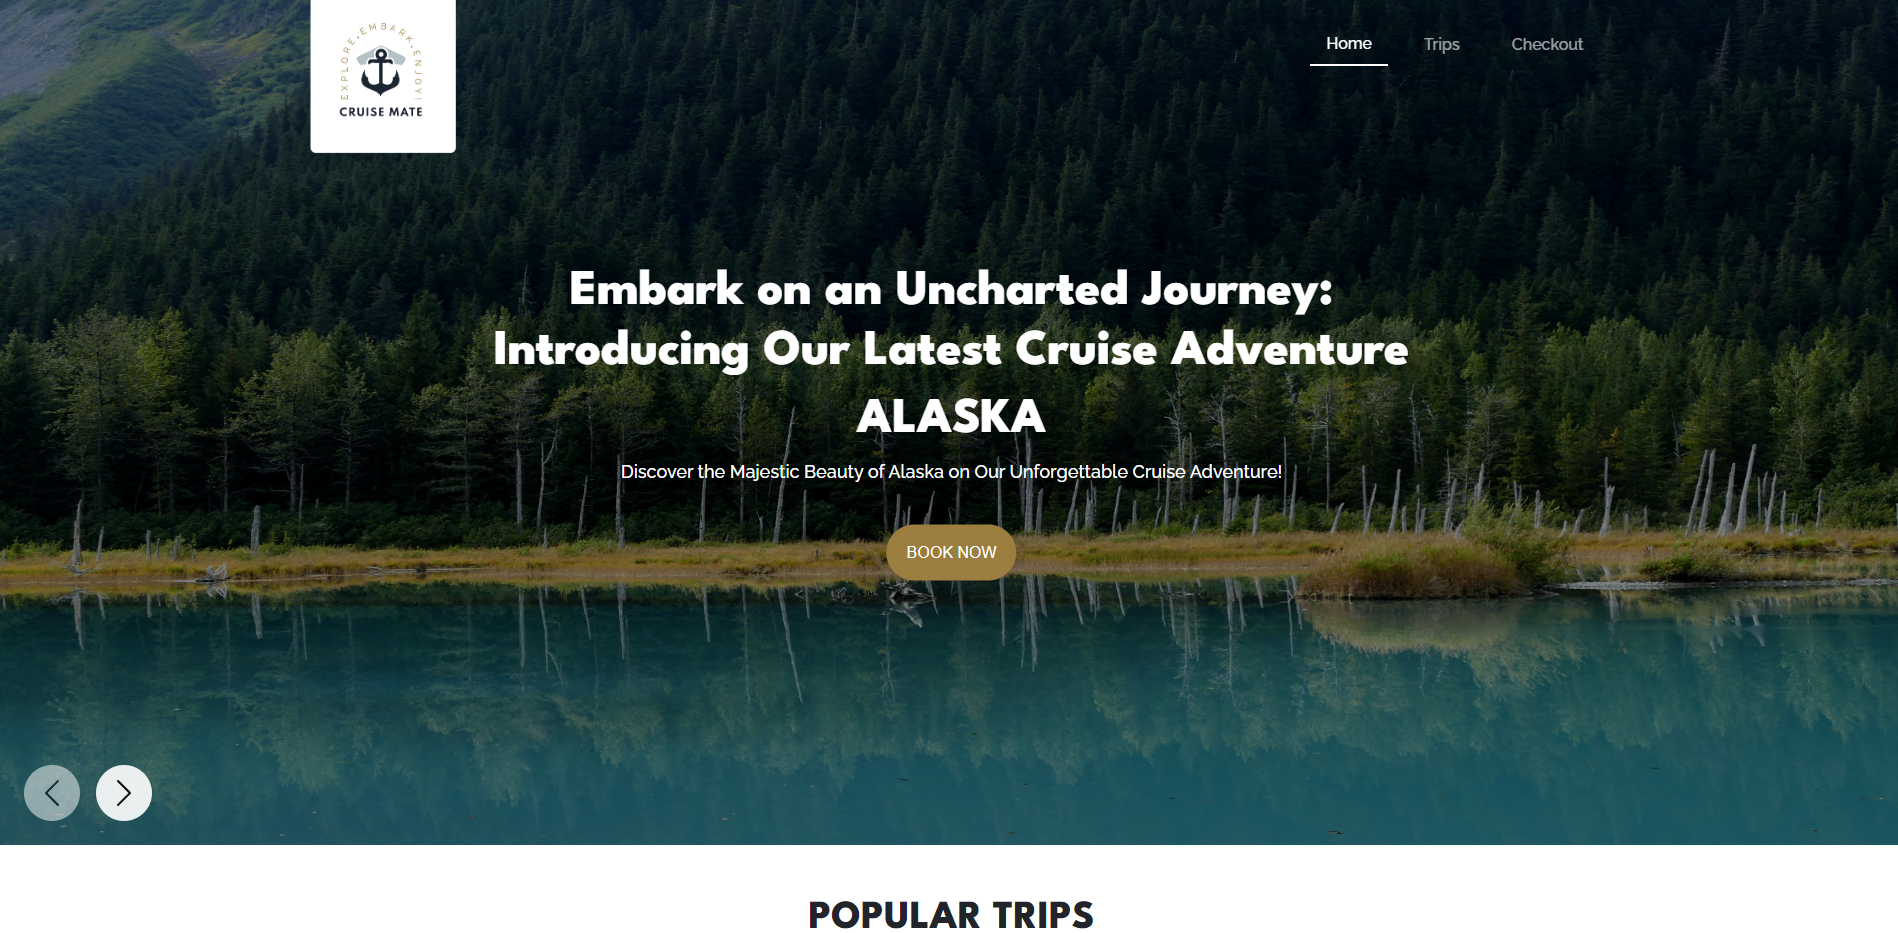 EXPLORE • EMBARK • ENJOY!
CRUISE MATE
Home
Trips
Checkout
Embark on an Uncharted Journey:
Introducing Our Latest Cruise Adventure
ALASKA
Discover the Majestic Beauty of Alaska on Our Unforgettable Cruise Adventure!
BOOK NOW
POPULAR TRIPS